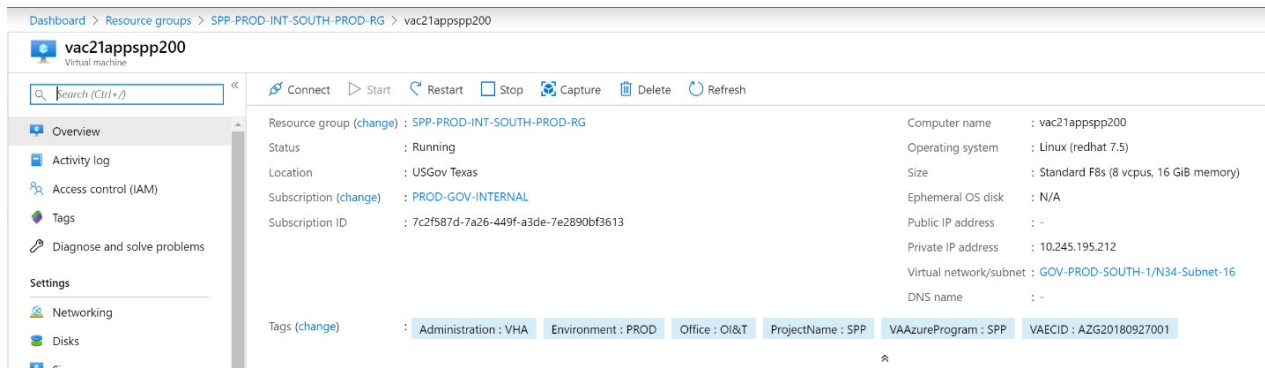 Dashboard > Resource groups > SPP-PROD-INT-SOUTH-PROD-RG > vac21appspp200
vac21appspp200
Virtual machine
Search (Ctrl+/)
«
Connect Start Restart Stop Capture Delete Refresh
Overview
Activity log
Access control (IAM)
Tags
Diagnose and solve problems
Settings
Networking
Disks
Resource group (change) : SPP-PROD-INT-SOUTH-PROD-RG
Status : Running
Location : USGov Texas
Subscription (change) : PROD-GOV-INTERNAL
Subscription ID : 7c2f587d-7a26-449f-a3de-7e2890bf3613
Computer name : vac21appspp200
Operating system : Linux (redhat 7.5)
Size : Standard F8s (8 vcpus, 16 GiB memory)
Ephemeral OS disk : N/A
Public IP address : -
Private IP address : 10.245.195.212
Virtual network/subnet : GOV-PROD-SOUTH-1/N34-Subnet-16
DNS name : -
Tags (change) : Administration : VHA Environment : PROD Office : OI&T ProjectName : SPP VAAzureProgram : SPP VAECID : AZG20180927001